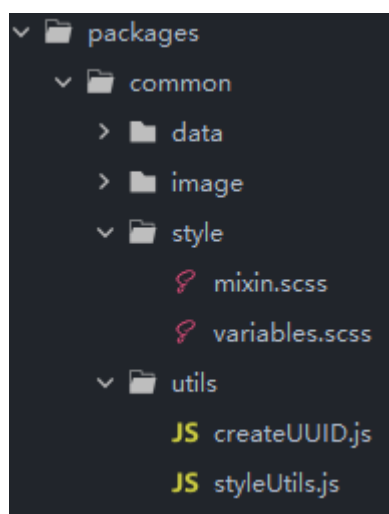 packages
common
data
image
style
mixin.scss
variables.scss
utils
JS createUUID.js
JS styleUtils.js